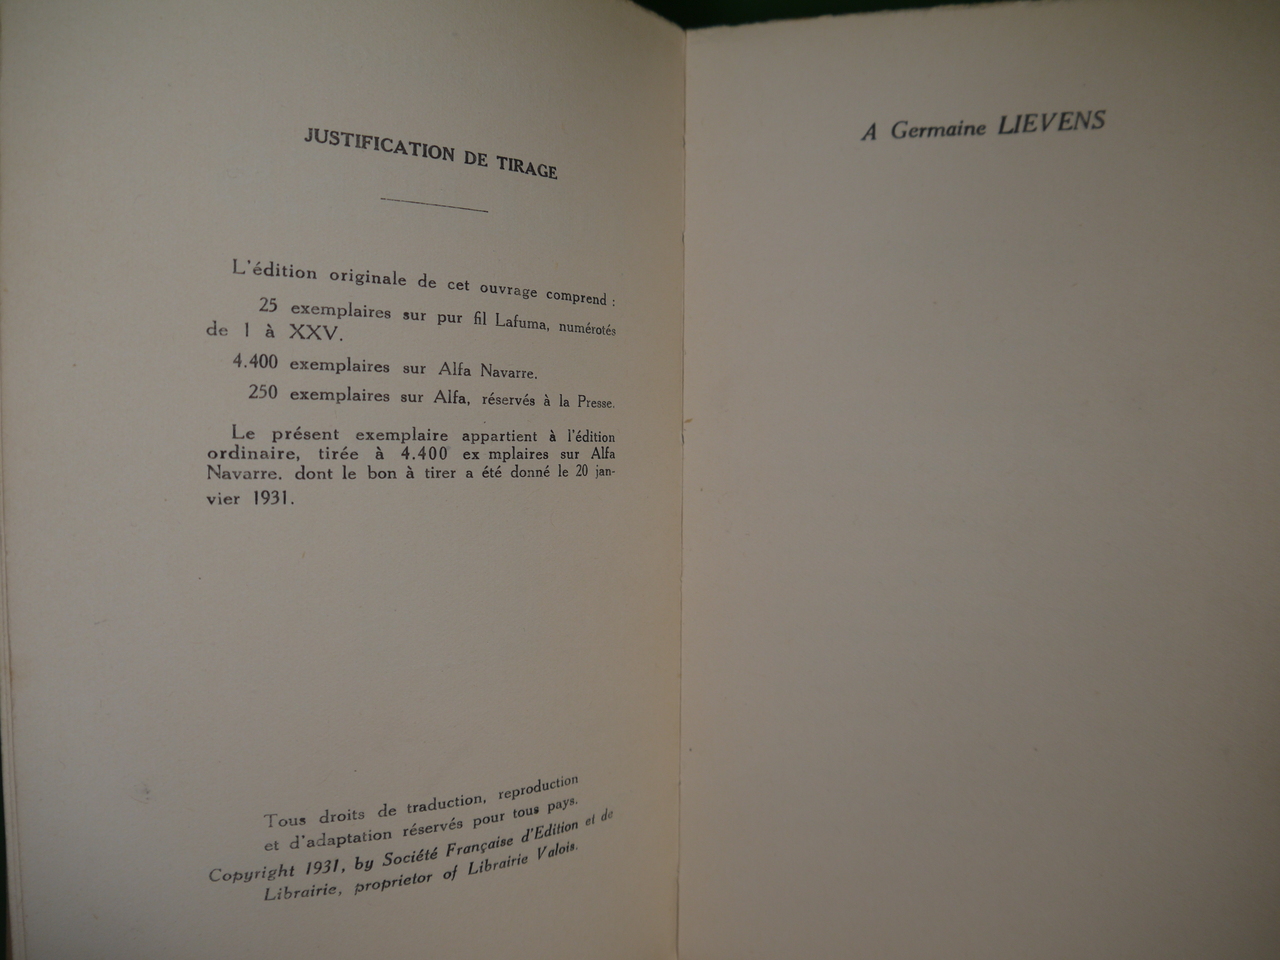 JUSTIFICATION DE TIRAGE
L'édition originale de cet ouvrage comprend :
25 exemplaires sur pur fil Lafuma, numérotés
de I à XXV.
4.400 exemplaires sur Alfa Navarre.
250 exemplaires sur Alfa, réservés à la Presse.
Le présent exemplaire appartient à l'édition
ordinaire, tirée à 4.400 ex mplaires sur Alfa
Navarre. dont le bon à tirer a été donné le 20 jan-
vier 1931.
Tous droits de traduction, reproduction
et d'adaptation réservés pour tous pays.
Copyright 1931, by Société Française d'Edition et de
Librairie, proprietor of Librairie Valois.
A Germaine LIEVENS